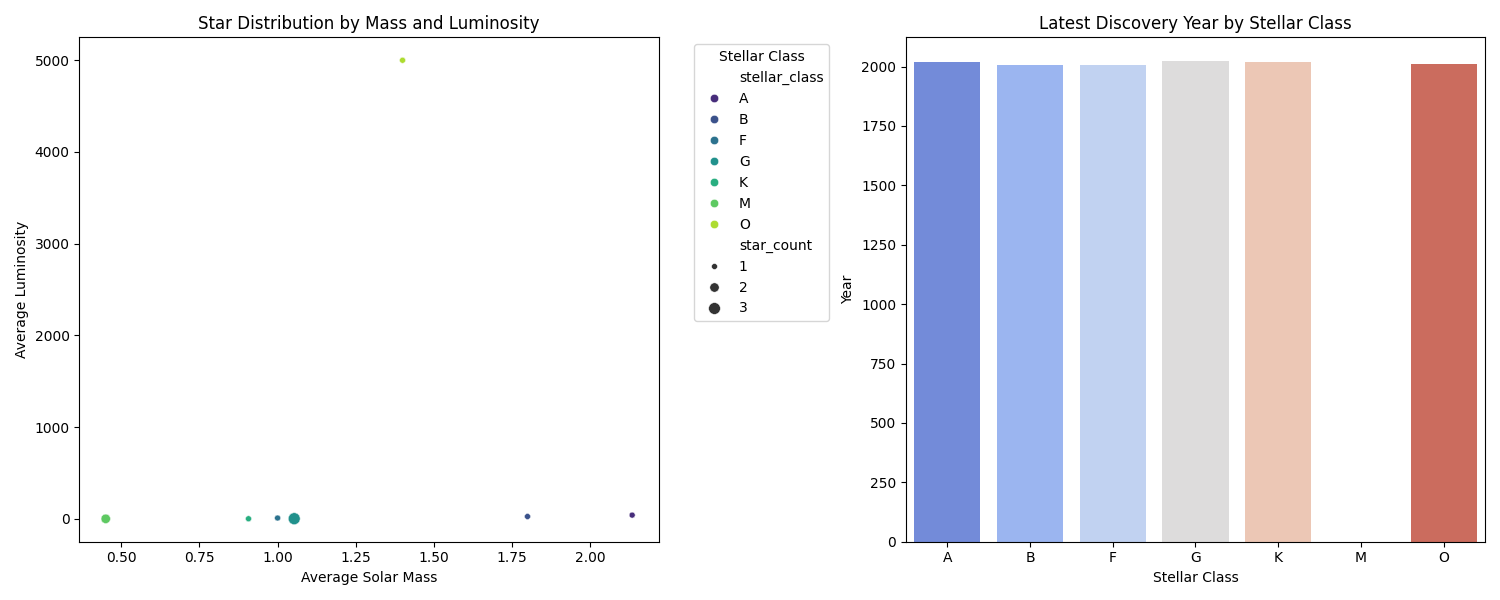 Star Distribution by Mass and Luminosity
5000
4000
3000
2000
1000
0
Average Luminosity
0.50 0.75 1.00 1.25 1.50 1.75 2.00
Average Solar Mass
Stellar Class
stellar_class
A
B
F
G
K
M
O
star_count
1
2
3
Latest Discovery Year by Stellar Class
2000
1750
1500
1250
1000
750
500
250
0
Year
A B F G K M O
Stellar Class